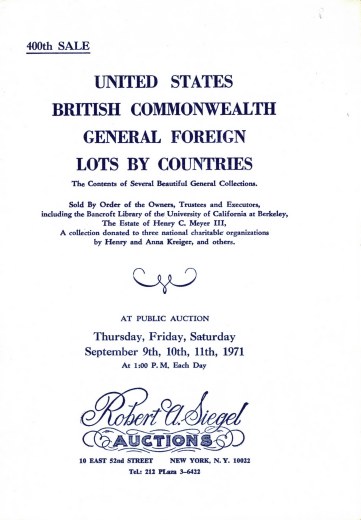 400th SALE
UNITED STATES
BRITISH COMMONWEALTH
GENERAL FOREIGN
LOTS BY COUNTRIES
The Contents of Several Beautiful General Collections.
Sold By Order of the Owners, Trustees and Executors,
including the Bancroft Library of the University of California at Berkeley,
The Estate of Henry C. Meyer III,
A collection donated to three national charitable organizations
by Henry and Anna Kreiger, and others.
AT PUBLIC AUCTION
Thursday, Friday, Saturday
September 9th, 10th, 11th, 1971
At 1:00 P. M. Each Day
Robert A. Siegel
AUCTIONS
10 EAST 52nd STREET NEW YORK, N. Y. 10022
Tel: 212 PLaza 3-6422